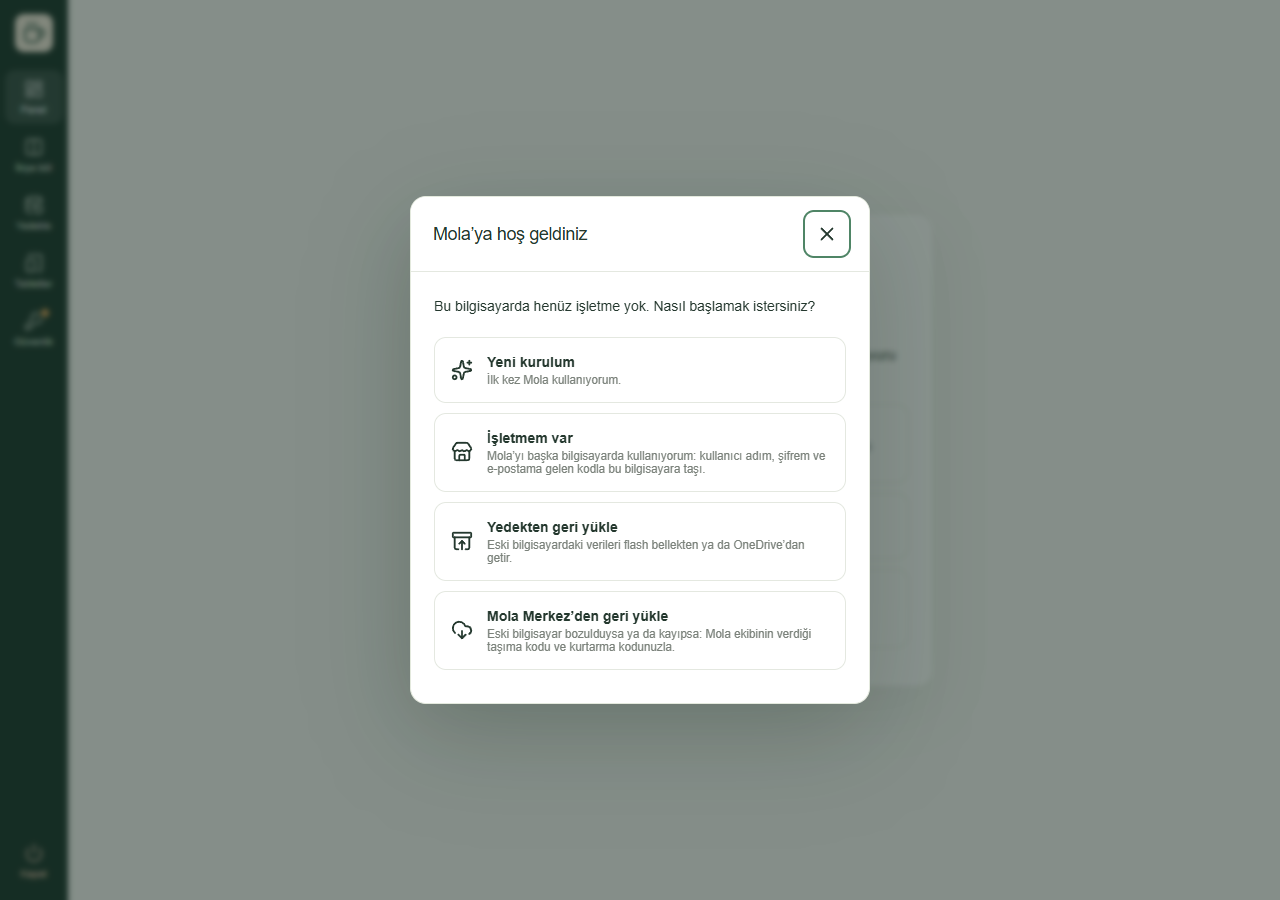 Mola’ya hoş geldiniz
Bu bilgisayarda henüz işletme yok. Nasıl başlamak istersiniz?
Yeni kurulum
İlk kez Mola kullanıyorum.
İşletmem var
Mola’yı başka bilgisayarda kullanıyorum: kullanıcı adım, şifrem ve
e-postama gelen kodla bu bilgisayara taşı.
Yedekten geri yükle
Eski bilgisayardaki verileri flash bellekten ya da OneDrive’dan
getir.
Mola Merkez’den geri yükle
Eski bilgisayar bozulduysa ya da kayıpsa: Mola ekibinin verdiği
taşıma kodu ve kurtarma kodunuzla.